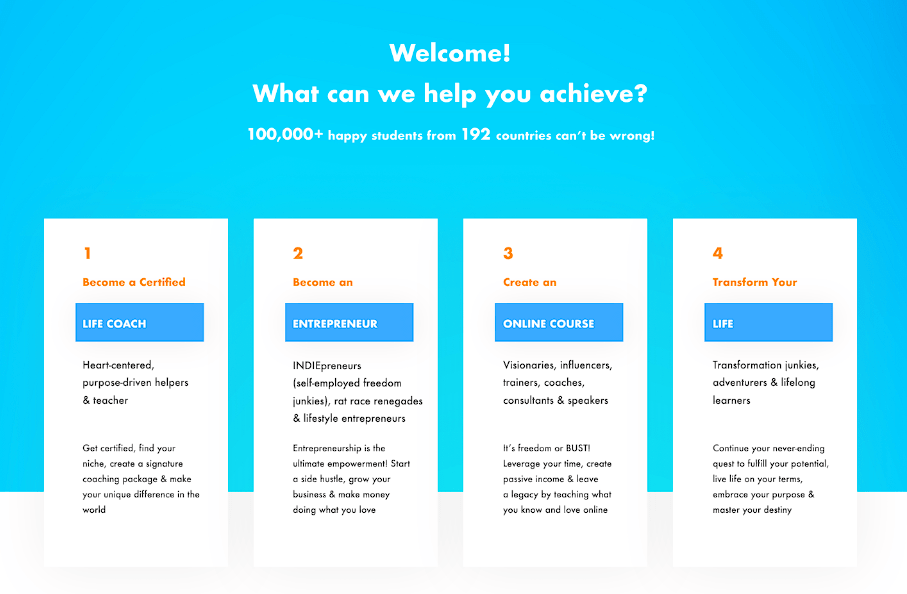 Welcome!
What can we help you achieve?
100,000+ happy students from 192 countries can't be wrong!
1
Become a Certified
LIFE COACH
Heart-centered,
purpose-driven helpers
& teacher
Get certified, find your
niche, create a signature
coaching package & make
your unique difference in the
world
2
Become an
ENTREPRENEUR
INDIEpreneurs
(self-employed freedom
junkies), rat race renegades
& lifestyle entrepreneurs
Entrepreneurship is the
ultimate empowerment! Start
a side hustle, grow your
business & make money
doing what you love
3
Create an
ONLINE COURSE
Visionaries, influencers,
trainers, coaches,
consultants & speakers
It's freedom or BUST!
Leverage your time, create
passive income & leave
a legacy by teaching what
you know and love online
4
Transform Your
LIFE
Transformation junkies,
adventurers & lifelong
learners
Continue your never-ending
quest to fulfill your potential,
live life on your terms,
embrace your purpose &
master your destiny